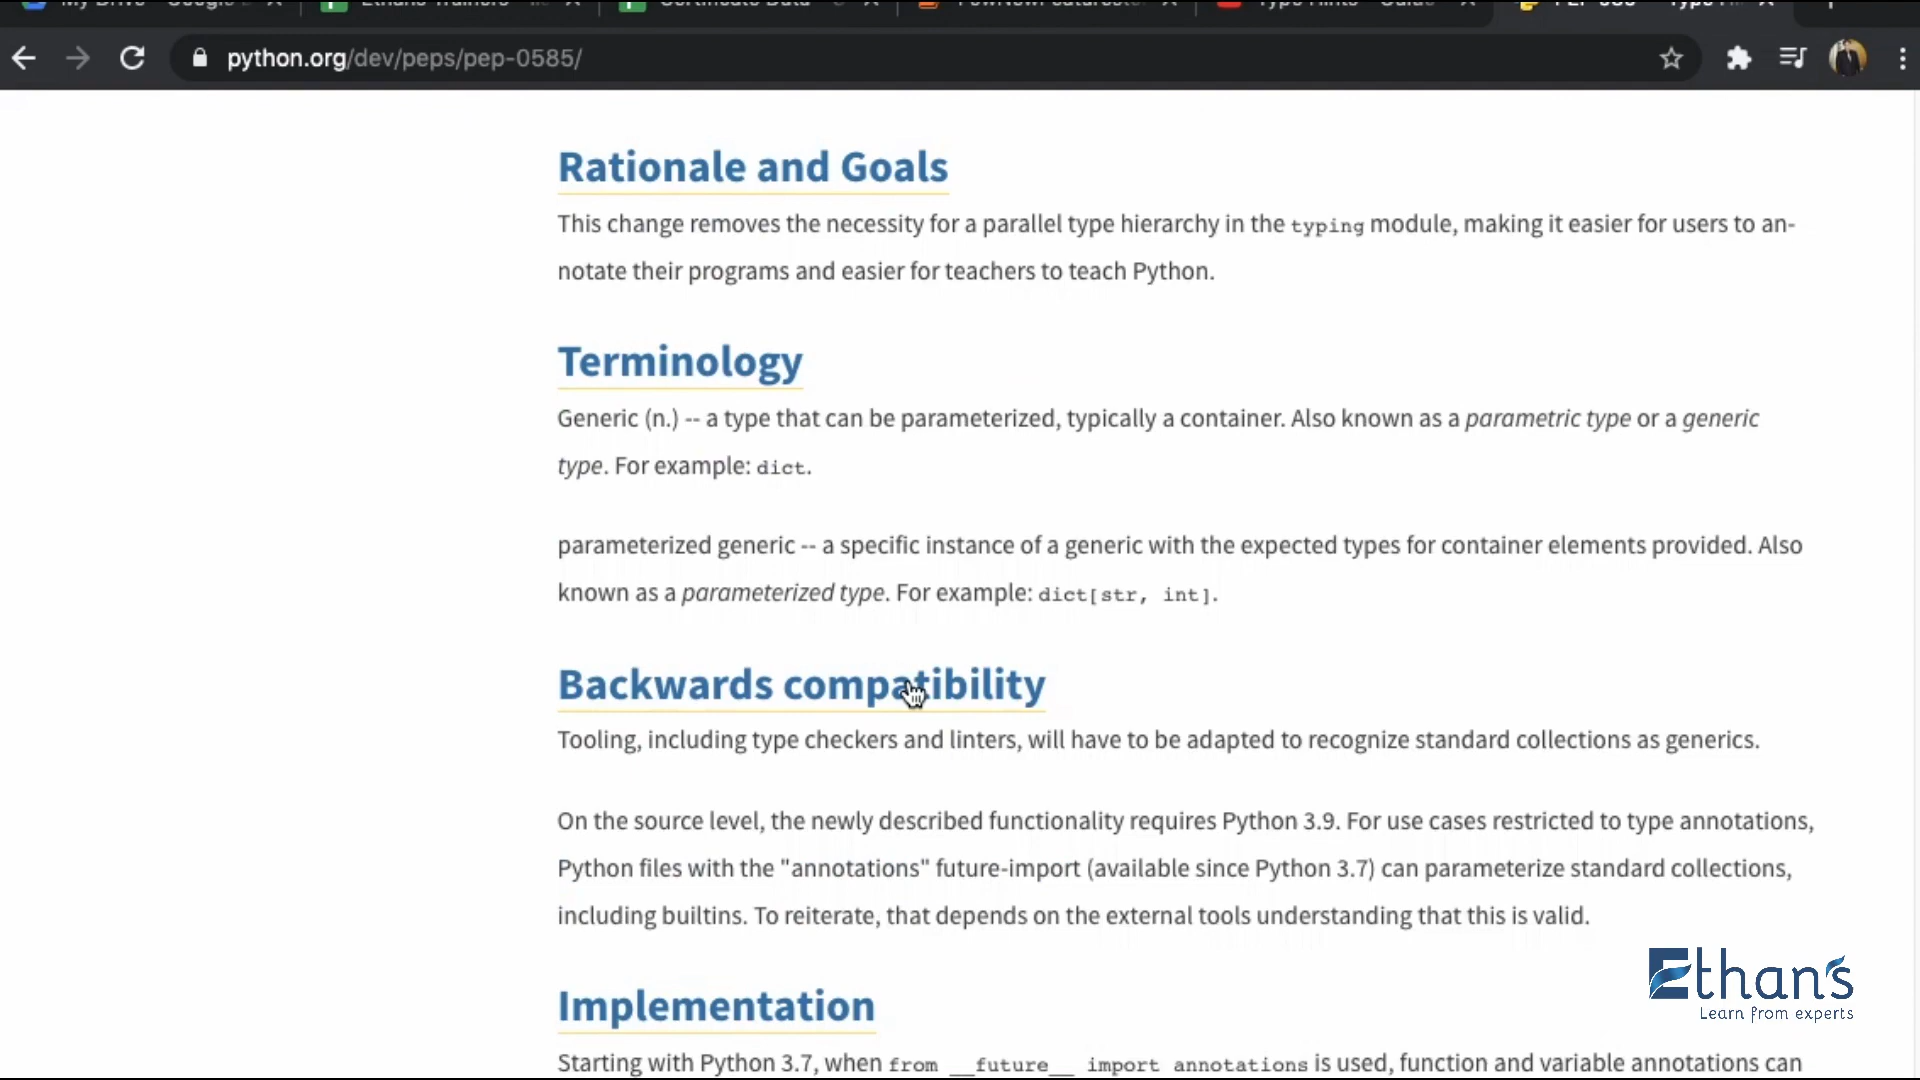 python.org/dev/peps/pep-0585/
Rationale and Goals
This change removes the necessity for a parallel type hierarchy in the typing module, making it easier for users to an-
notate their programs and easier for teachers to teach Python.
Terminology
Generic (n.) -- a type that can be parameterized, typically a container. Also known as a parametric type or a generic
type. For example: dict.
parameterized generic -- a specific instance of a generic with the expected types for container elements provided. Also
known as a parameterized type. For example: dict[str, int].
Backwards compatibility
Tooling, including type checkers and linters, will have to be adapted to recognize standard collections as generics.
On the source level, the newly described functionality requires Python 3.9. For use cases restricted to type annotations,
Python files with the "annotations" future-import (available since Python 3.7) can parameterize standard collections,
including builtins. To reiterate, that depends on the external tools understanding that this is valid.
Ethan's
Learn from experts
Implementation
Starting with Python 3.7, when from __future__ import annotations is used, function and variable annotations can